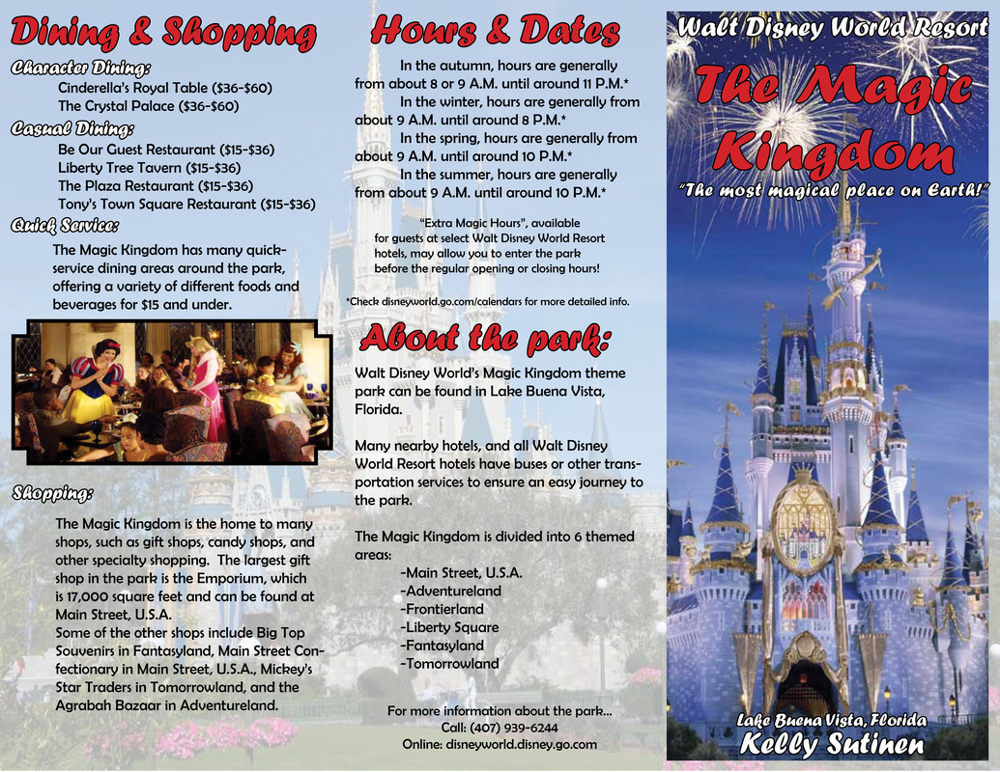 Dining & Shopping
Character Dining:
Cinderella's Royal Table ($36-$60)
The Crystal Palace ($36-$60)
Casual Dining:
Be Our Guest Restaurant ($15-$36)
Liberty Tree Tavern ($15-$36)
The Plaza Restaurant ($15-$36)
Tony's Town Square Restaurant ($15-$36)
Quick Service:
The Magic Kingdom has many quick-
service dining areas around the park,
offering a variety of different foods and
beverages for $15 and under.
Shopping:
The Magic Kingdom is the home to many
shops, such as gift shops, candy shops, and
other specialty shopping. The largest gift
shop in the park is the Emporium, which
is 17,000 square feet and can be found at
Main Street, U.S.A.
Some of the other shops include Big Top
Souvenirs in Fantasyland, Main Street Con-
fectionary in Main Street, U.S.A., Mickey's
Star Traders in Tomorrowland, and the
Agrabah Bazaar in Adventureland.
Hours & Dates
In the autumn, hours are generally
from about 8 or 9 A.M. until around 11 P.M.*
In the winter, hours are generally from
about 9 A.M. until around 8 P.M.*
In the spring, hours are generally from
about 9 A.M. until around 10 P.M.*
In the summer, hours are generally
from about 9 A.M. until around 10 P.M.*
"Extra Magic Hours", available
for guests at select Walt Disney World Resort
hotels, may allow you to enter the park
before the regular opening or closing hours!
*Check disneyworld.go.com/calendars for more detailed info.
About the park:
Walt Disney World's Magic Kingdom theme
park can be found in Lake Buena Vista,
Florida.
Many nearby hotels, and all Walt Disney
World Resort hotels have buses or other trans-
portation services to ensure an easy journey to
the park.
The Magic Kingdom is divided into 6 themed
areas:
-Main Street, U.S.A.
-Adventureland
-Frontierland
-Liberty Square
-Fantasyland
-Tomorrowland
For more information about the park...
Call: (407) 939-6244
Online: disneyworld.disney.go.com
Walt Disney World Resort
The Magic
Kingdom
"The most magical place on Earth!"
Lake Buena Vista, Florida
Kelly Sutinen